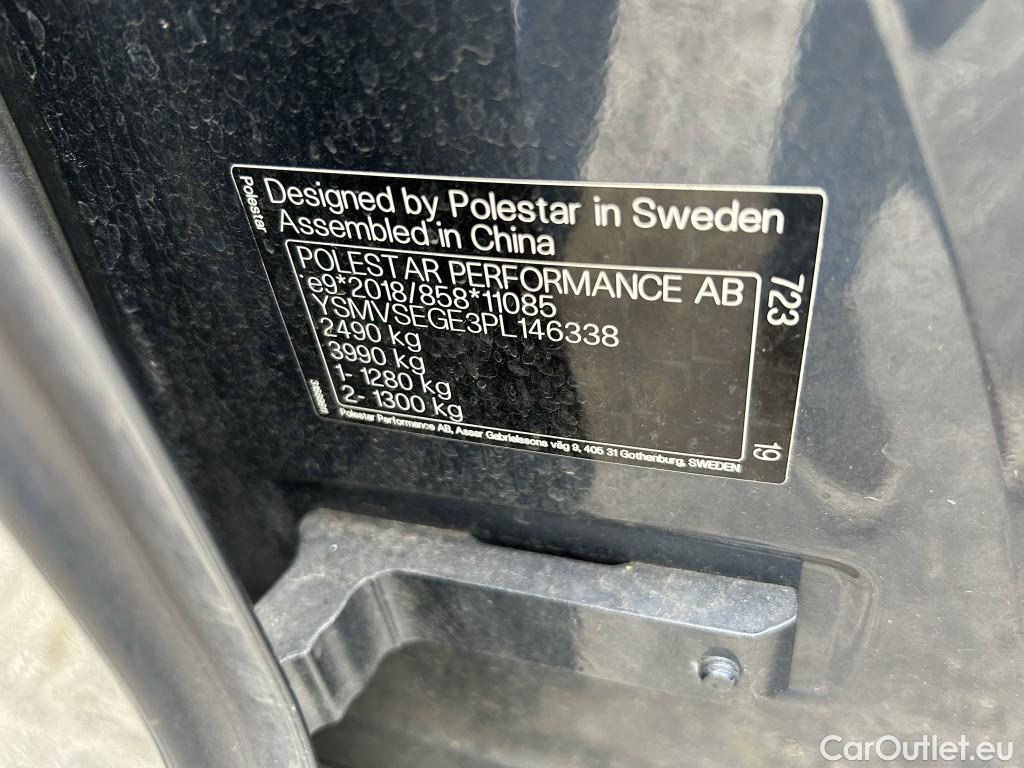 Polestar
Designed by Polestar in Sweden
Assembled in China
POLESTAR PERFORMANCE AB
e9*2018/858*11085
YSMVSEGE3PL146338
2490 kg
3990 kg
1- 1280 kg
2- 1300 kg
723
19
Polestar Performance AB, Assar Gabrielssons väg 9, 405 31 Gothenburg, SWEDEN
CarOutlet.eu